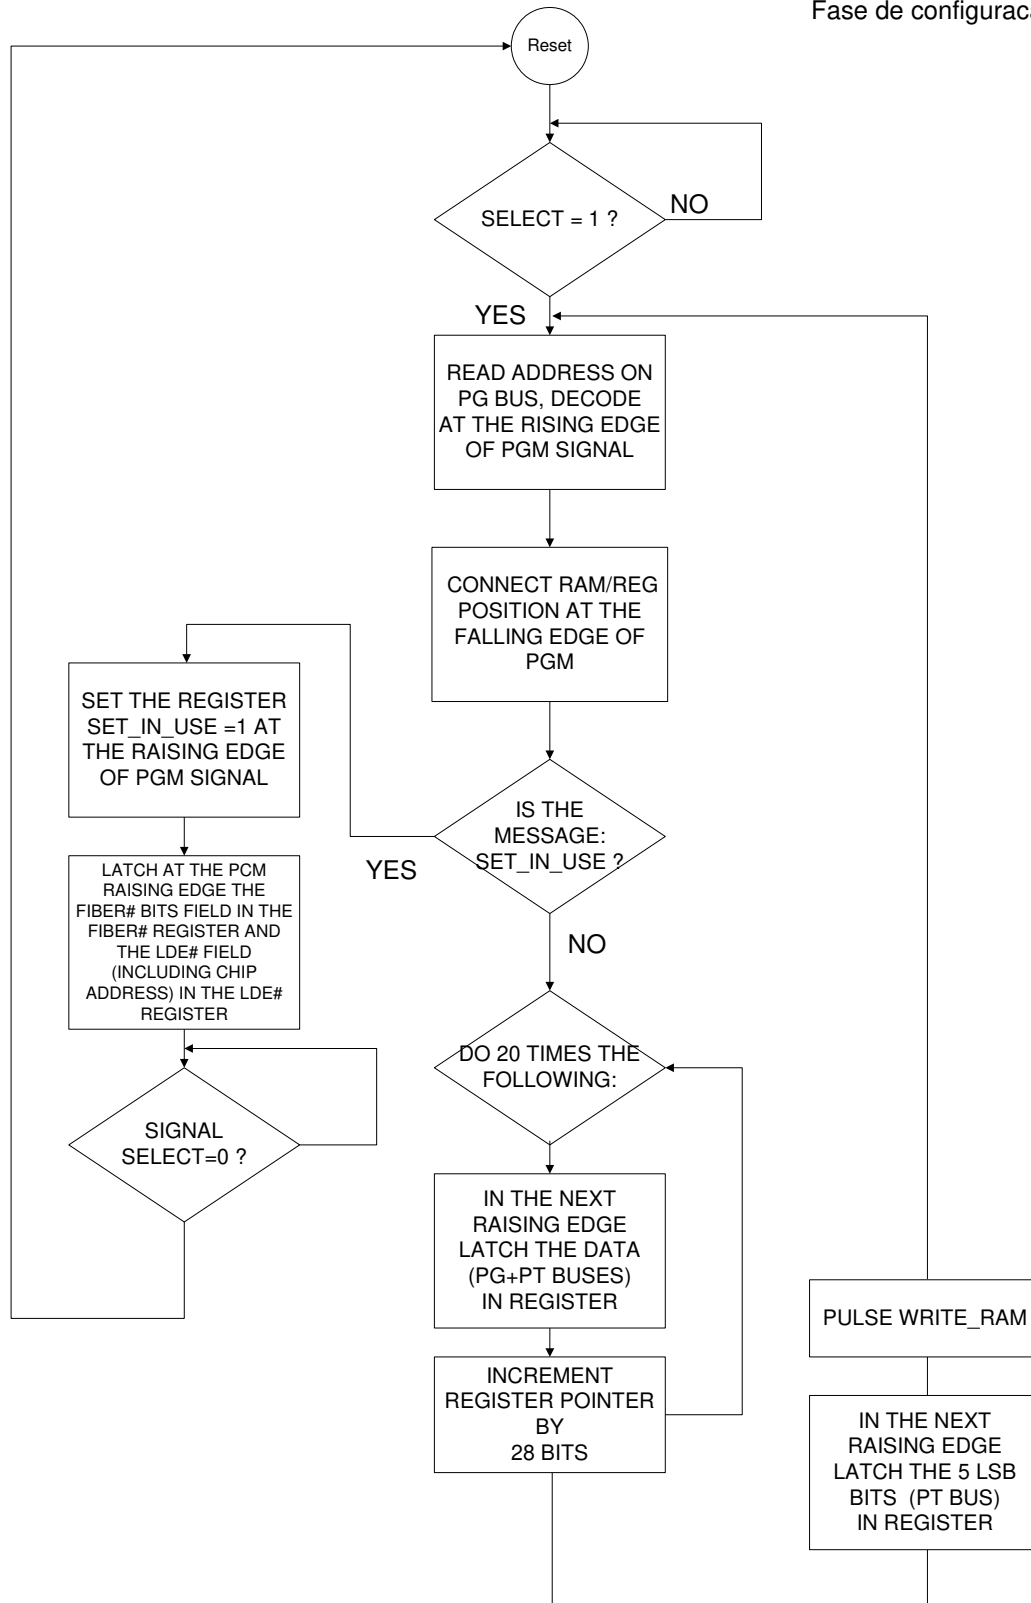 Fase de configurac
Reset
SELECT = 1 ?
NO
YES
READ ADDRESS ON
PG BUS, DECODE
AT THE RISING EDGE
OF PGM SIGNAL
CONNECT RAM/REG
POSITION AT THE
FALLING EDGE OF
PGM
SET THE REGISTER
SET_IN_USE =1 AT
THE RAISING EDGE
OF PGM SIGNAL
IS THE
MESSAGE:
SET_IN_USE ?
YES
NO
LATCH AT THE PCM
RAISING EDGE THE
FIBER# BITS FIELD IN THE
FIBER# REGISTER AND
THE LDE# FIELD
(INCLUDING CHIP
ADDRESS) IN THE LDE#
REGISTER
SIGNAL
SELECT=0 ?
DO 20 TIMES THE
FOLLOWING:
IN THE NEXT
RAISING EDGE
LATCH THE DATA
(PG+PT BUSES)
IN REGISTER
INCREMENT
REGISTER POINTER
BY
28 BITS
PULSE WRITE_RAM
IN THE NEXT
RAISING EDGE
LATCH THE 5 LSB
BITS (PT BUS)
IN REGISTER